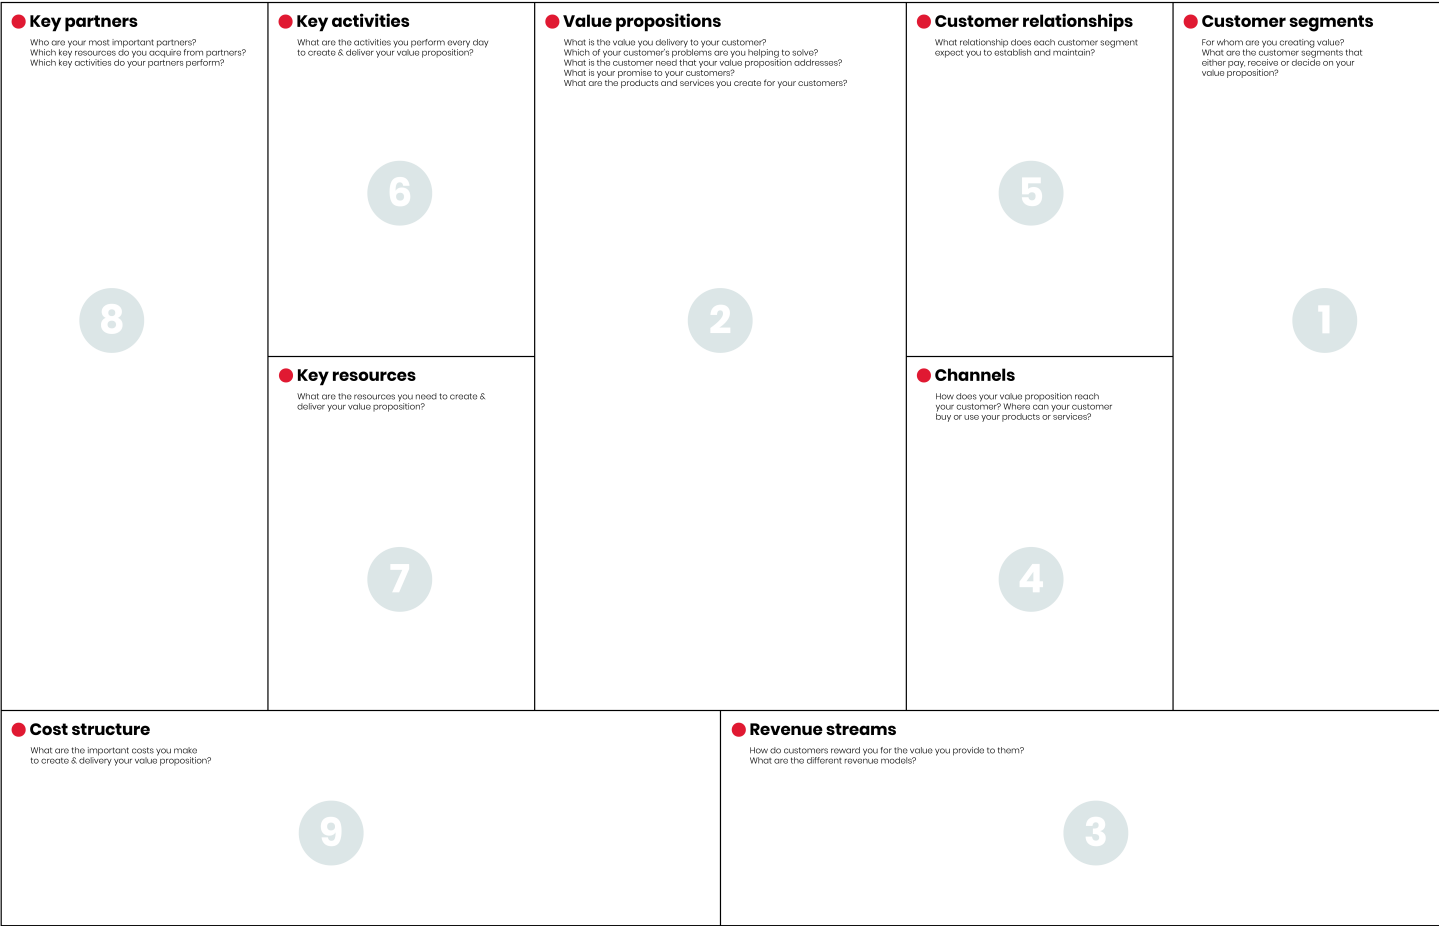 Key partners
Who are your most important partners?
Which key resources do you acquire from partners?
Which key activities do your partners perform?
8
Key activities
What are the activities you perform every day
to create & deliver your value proposition?
6
Key resources
What are the resources you need to create &
deliver your value proposition?
7
Value propositions
What is the value you delivery to your customer?
Which of your customer's problems are you helping to solve?
What is the customer need that your value proposition addresses?
What is your promise to your customers?
What are the products and services you create for your customers?
2
Customer relationships
What relationship does each customer segment
expect you to establish and maintain?
5
Channels
How does your value proposition reach
your customer? Where can your customer
buy or use your products or services?
4
Customer segments
For whom are you creating value?
What are the customer segments that
either pay, receive or decide on your
value proposition?
1
Cost structure
What are the important costs you make
to create & delivery your value proposition?
9
Revenue streams
How do customers reward you for the value you provide to them?
What are the different revenue models?
3